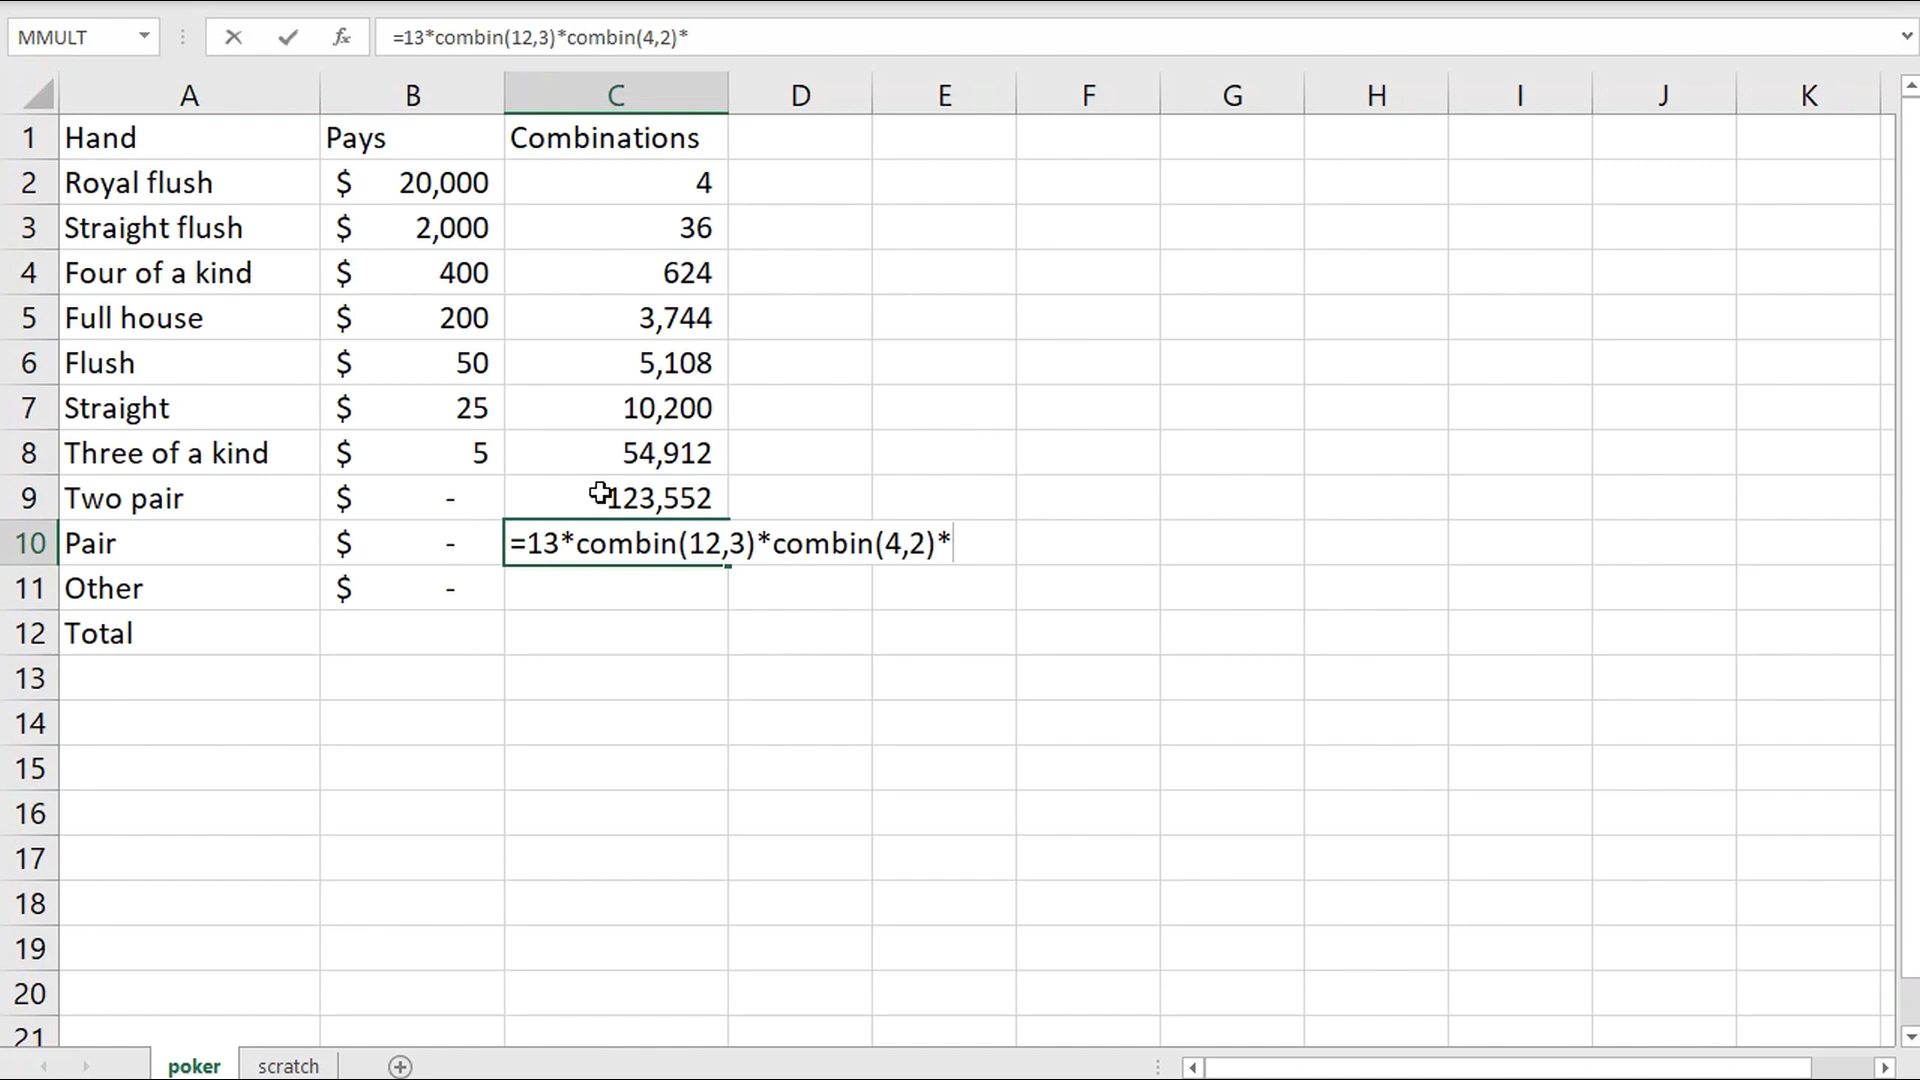 MMULT =13*combin(12,3)*combin(4,2)*
A B C D E F G H I J K
1 Hand Pays Combinations
2 Royal flush $ 20,000 4
3 Straight flush $ 2,000 36
4 Four of a kind $ 400 624
5 Full house $ 200 3,744
6 Flush $ 50 5,108
7 Straight $ 25 10,200
8 Three of a kind $ 5 54,912
9 Two pair $ - 123,552
10 Pair $ - =13*combin(12,3)*combin(4,2)*
11 Other $ -
12 Total
13
14
15
16
17
18
19
20
21
poker scratch